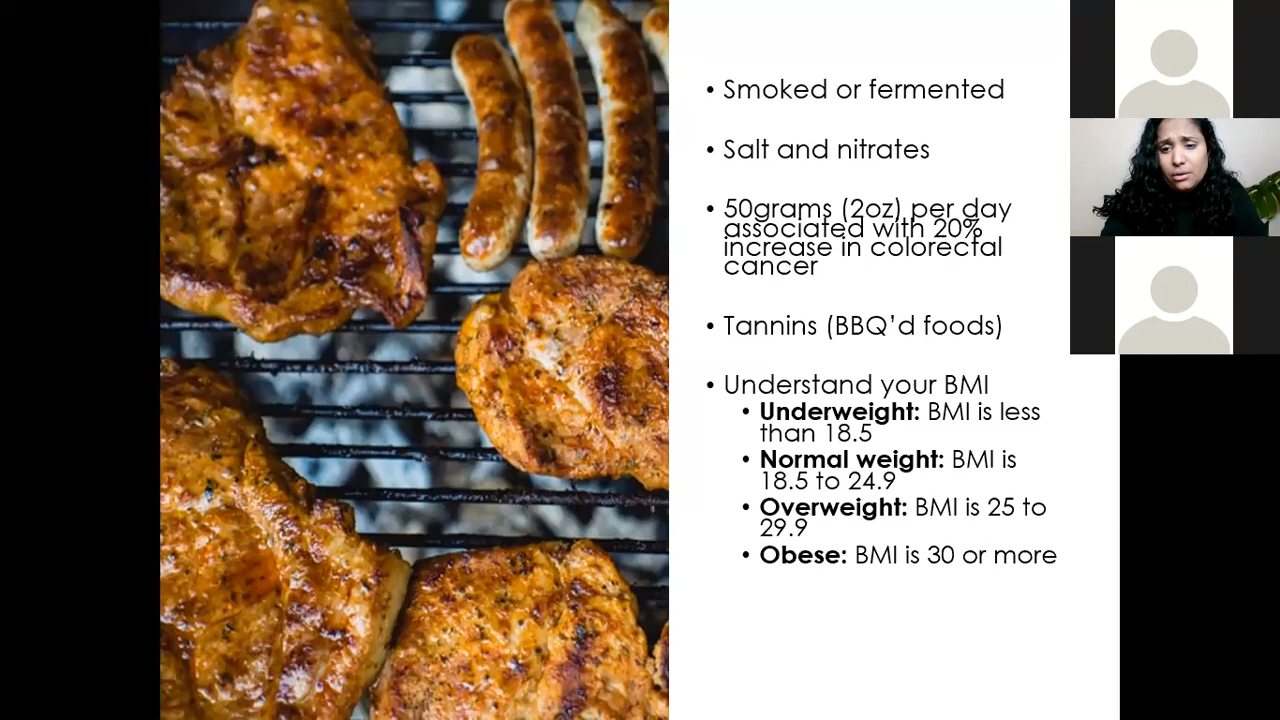 • Smoked or fermented
• Salt and nitrates
• 50grams (2oz) per day
associated with 20%
increase in colorectal
cancer
• Tannins (BBQ'd foods)
• Understand your BMI
• Underweight: BMI is less
than 18.5
• Normal weight: BMI is
18.5 to 24.9
• Overweight: BMI is 25 to
29.9
• Obese: BMI is 30 or more